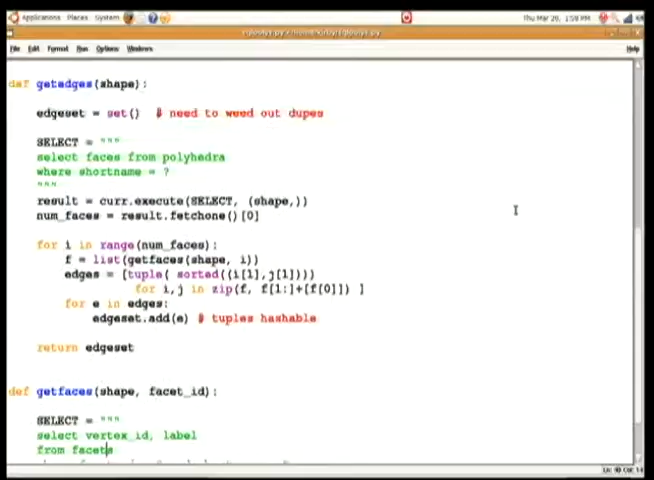 Applications Places System
Thu Mar 26, 1:58 PM
File Edit Format Run Options Windows
Help
def getedges(shape):
edgeset = set() # need to weed out dupes
SELECT = """
select faces from polyhedra
where shortname = ?
"""
result = curr.execute(SELECT, (shape,))
num_faces = result.fetchone()[0]
for i in range(num_faces):
f = list(getfaces(shape, i))
edges = [tuple( sorted((i[1],j[1])))
for i,j in zip(f, f[1:]+[f[0]]) ]
for e in edges:
edgeset.add(e) # tuples hashable
return edgeset
def getfaces(shape, facet_id):
SELECT = """
select vertex_id, label
from facets